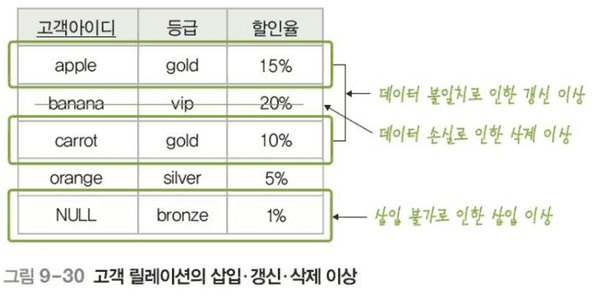 고객아이디 등급 할인율
apple gold 15%
banana vip 20%
carrot gold 10%
orange silver 5%
NULL bronze 1%
데이터 불일치로 인한 갱신 이상
데이터 손실로 인한 삭제 이상
삽입 불가로 인한 삽입 이상
그림 9-30 고객 릴레이션의 삽입·갱신·삭제 이상